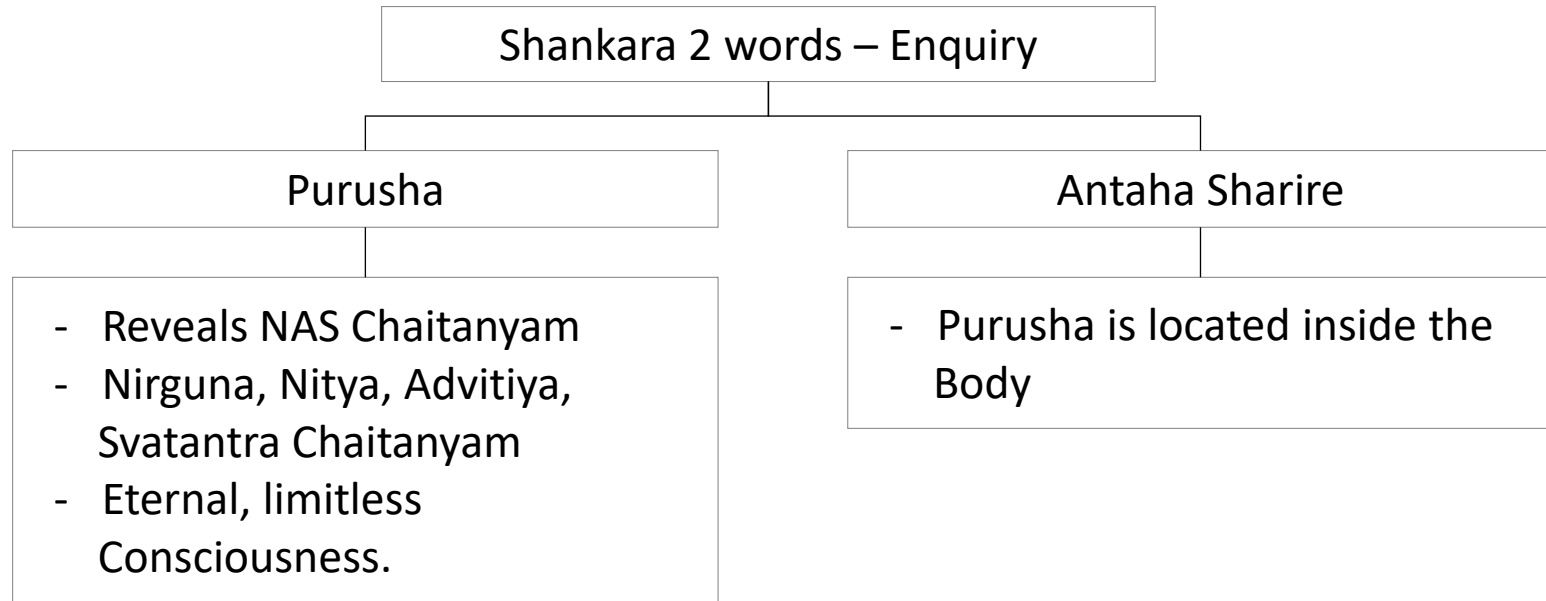 Shankara 2 words – Enquiry
Purusha
Antaha Sharire
- Reveals NAS Chaitanyam
- Nirguna, Nitya, Advitiya,
Svatantra Chaitanyam
- Eternal, limitless
Consciousness.
- Purusha is located inside the
Body